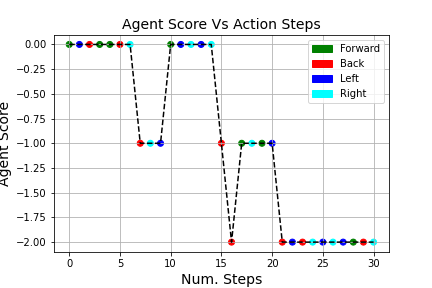 Agent Score Vs Action Steps
Agent Score
0.00
−0.25
−0.50
−0.75
−1.00
−1.25
−1.50
−1.75
−2.00
Forward
Back
Left
Right
0 5 10 15 20 25 30
Num. Steps